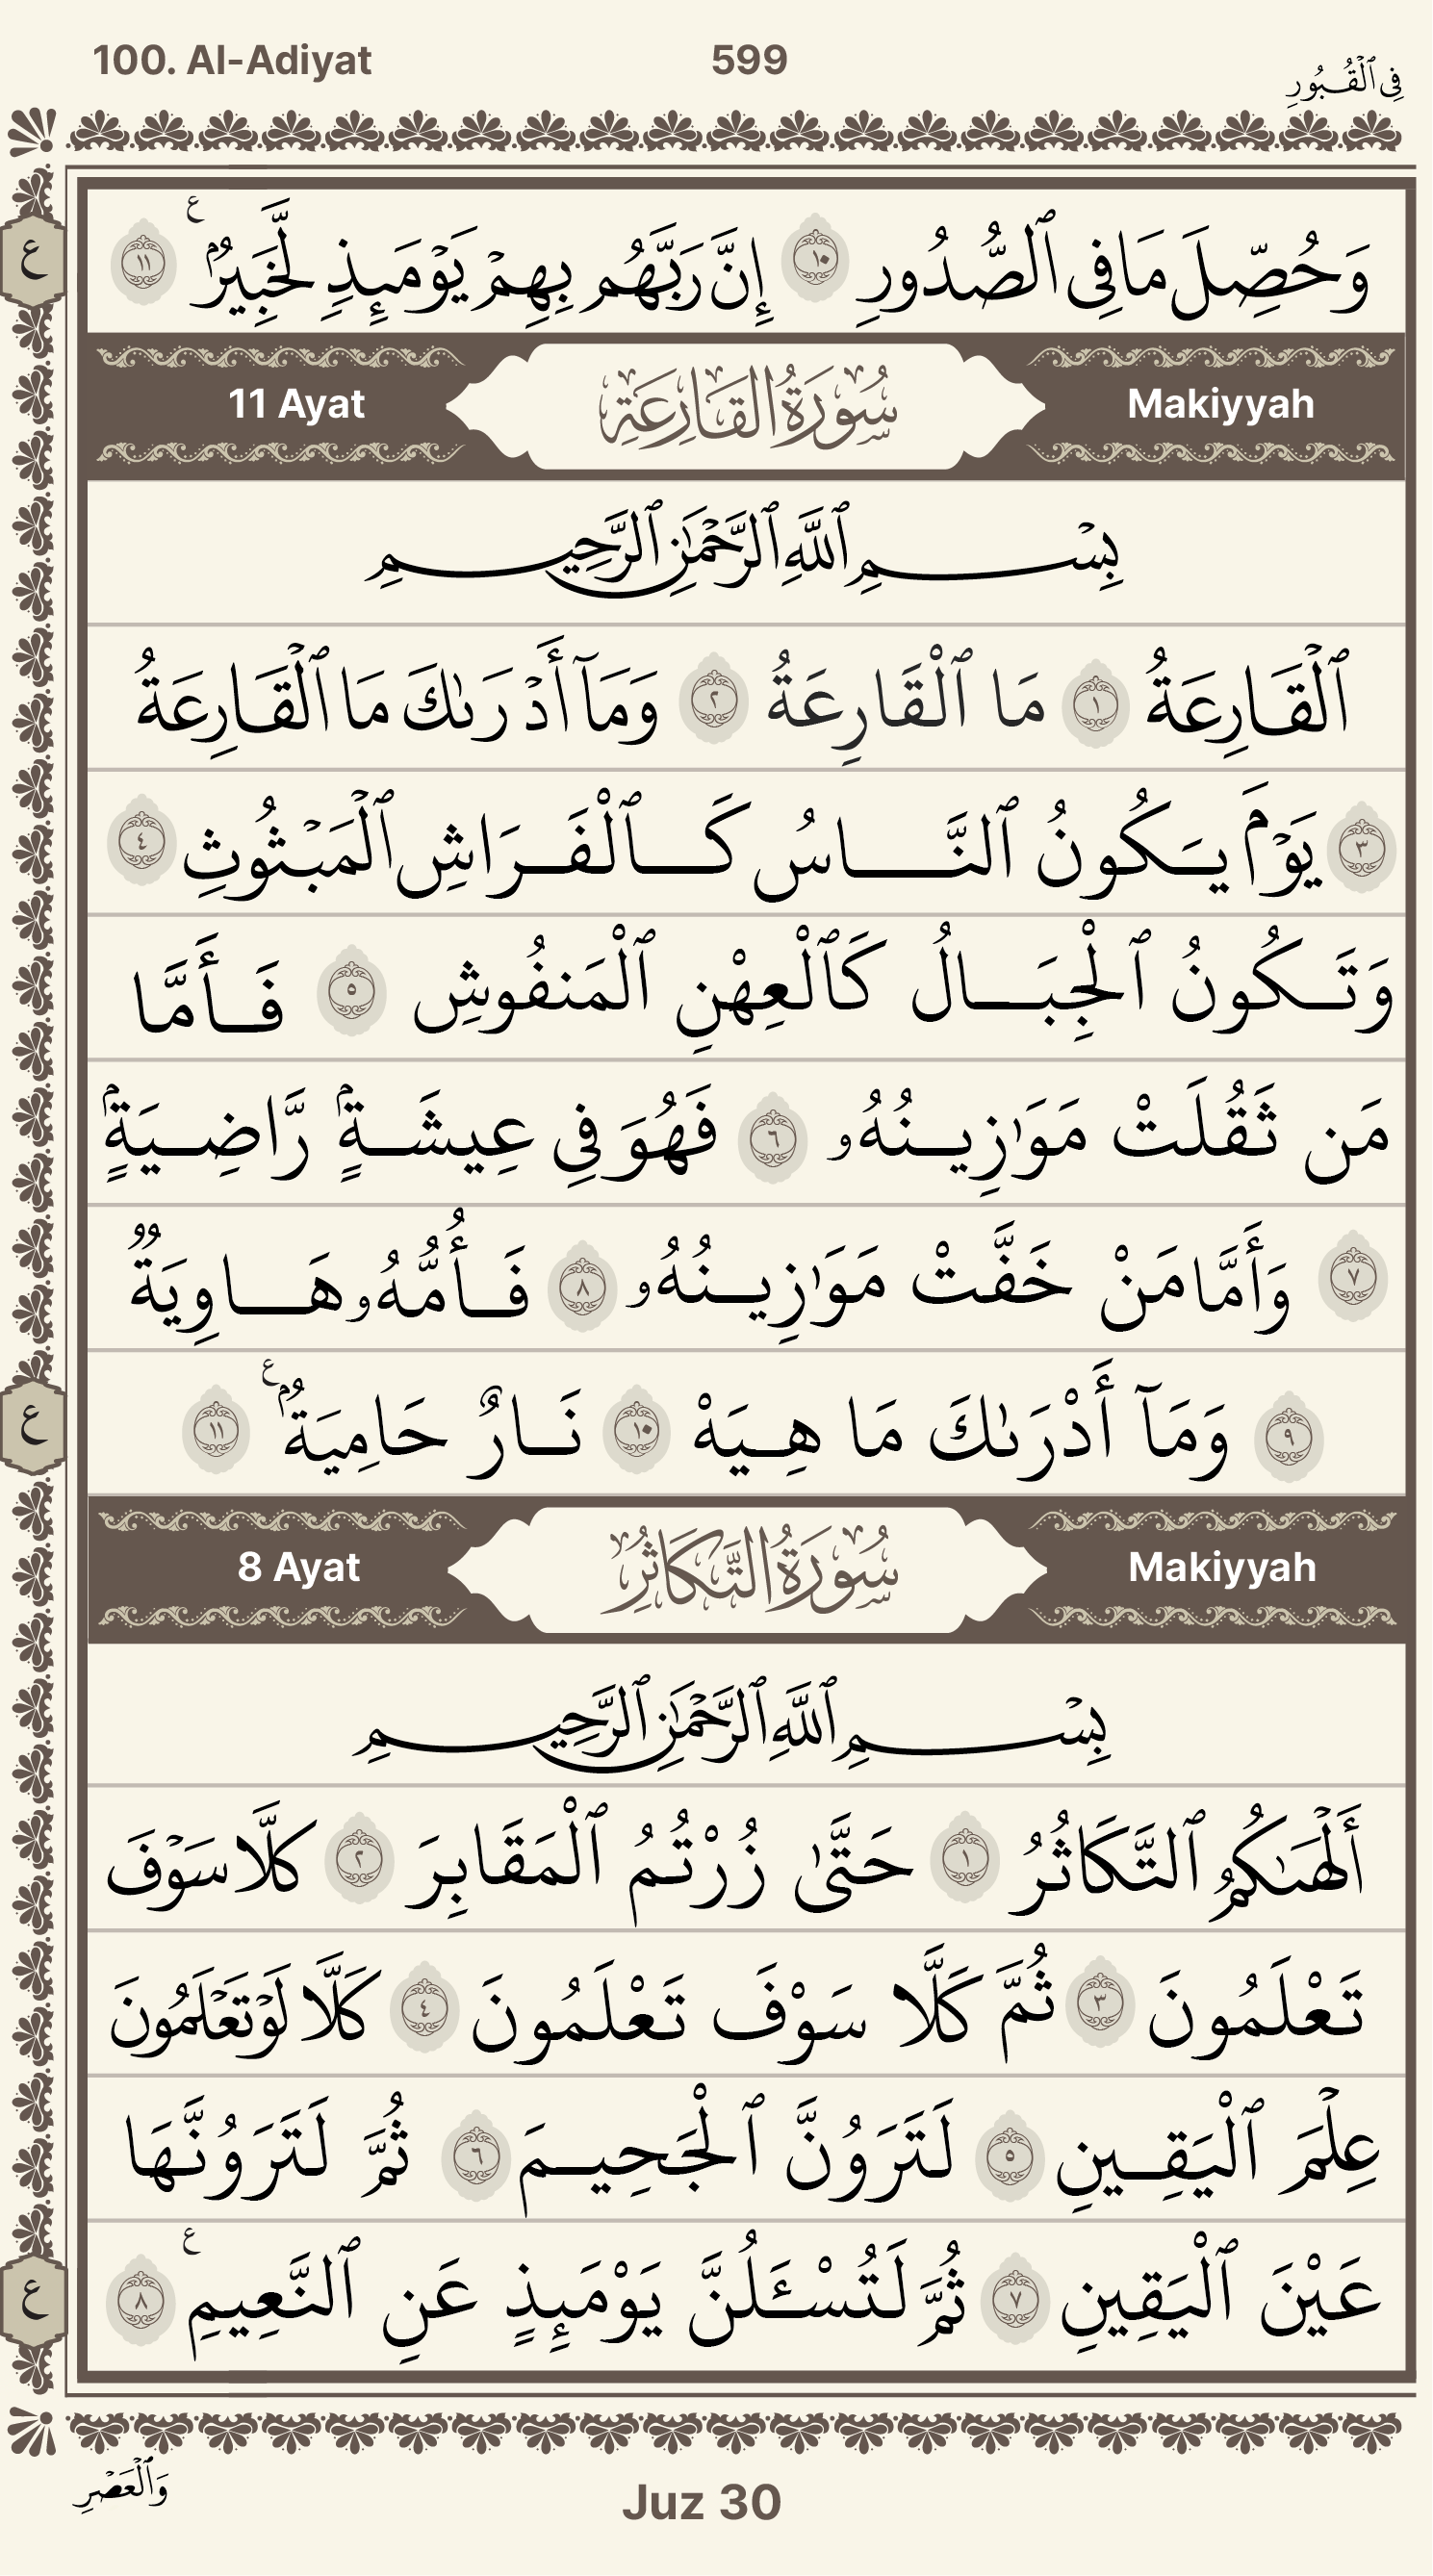 100. Al-Adiyat 599 فِي ٱلْقُبُورِ
وَحُصِّلَ مَا فِى ٱلصُّدُورِ ١٠ إِنَّ رَبَّهُم بِهِمْ يَوْمَئِذٍ لَّخَبِيرٌۢ ١١ ع
ع
11 Ayat سُورَةُ القَارِعَةِ Makiyyah
بِسْمِ ٱللَّهِ ٱلرَّحْمَٰنِ ٱلرَّحِيمِ
ٱلْقَارِعَةُ ١ مَا ٱلْقَارِعَةُ ٢ وَمَآ أَدْرَىٰكَ مَا ٱلْقَارِعَةُ
٣ يَوْمَ يَكُونُ ٱلنَّاسُ كَٱلْفَرَاشِ ٱلْمَبْثُوثِ ٤
وَتَكُونُ ٱلْجِبَالُ كَٱلْعِهْنِ ٱلْمَنفُوشِ ٥ فَأَمَّا
مَن ثَقُلَتْ مَوَٰزِينُهُۥ ٦ فَهُوَ فِى عِيشَةٍۢ رَّاضِيَةٍۢ
٧ وَأَمَّا مَنْ خَفَّتْ مَوَٰزِينُهُۥ ٨ فَأُمُّهُۥ هَاوِيَةٌ
٩ وَمَآ أَدْرَىٰكَ مَا هِيَهْ ١٠ نَارٌ حَامِيَةٌۢ ١١ ع
ع
8 Ayat سُورَةُ التَّكَاثُرِ Makiyyah
بِسْمِ ٱللَّهِ ٱلرَّحْمَٰنِ ٱلرَّحِيمِ
أَلْهَىٰكُمُ ٱلتَّكَاثُرُ ١ حَتَّىٰ زُرْتُمُ ٱلْمَقَابِرَ ٢ كَلَّا سَوْفَ
تَعْلَمُونَ ٣ ثُمَّ كَلَّا سَوْفَ تَعْلَمُونَ ٤ كَلَّا لَوْ تَعْلَمُونَ
عِلْمَ ٱلْيَقِينِ ٥ لَتَرَوُنَّ ٱلْجَحِيمَ ٦ ثُمَّ لَتَرَوُنَّهَا
عَيْنَ ٱلْيَقِينِ ٧ ثُمَّ لَتُسْـَٔلُنَّ يَوْمَئِذٍ عَنِ ٱلنَّعِيمِ ٨ ع
ع
وَٱلْعَصْرِ Juz 30